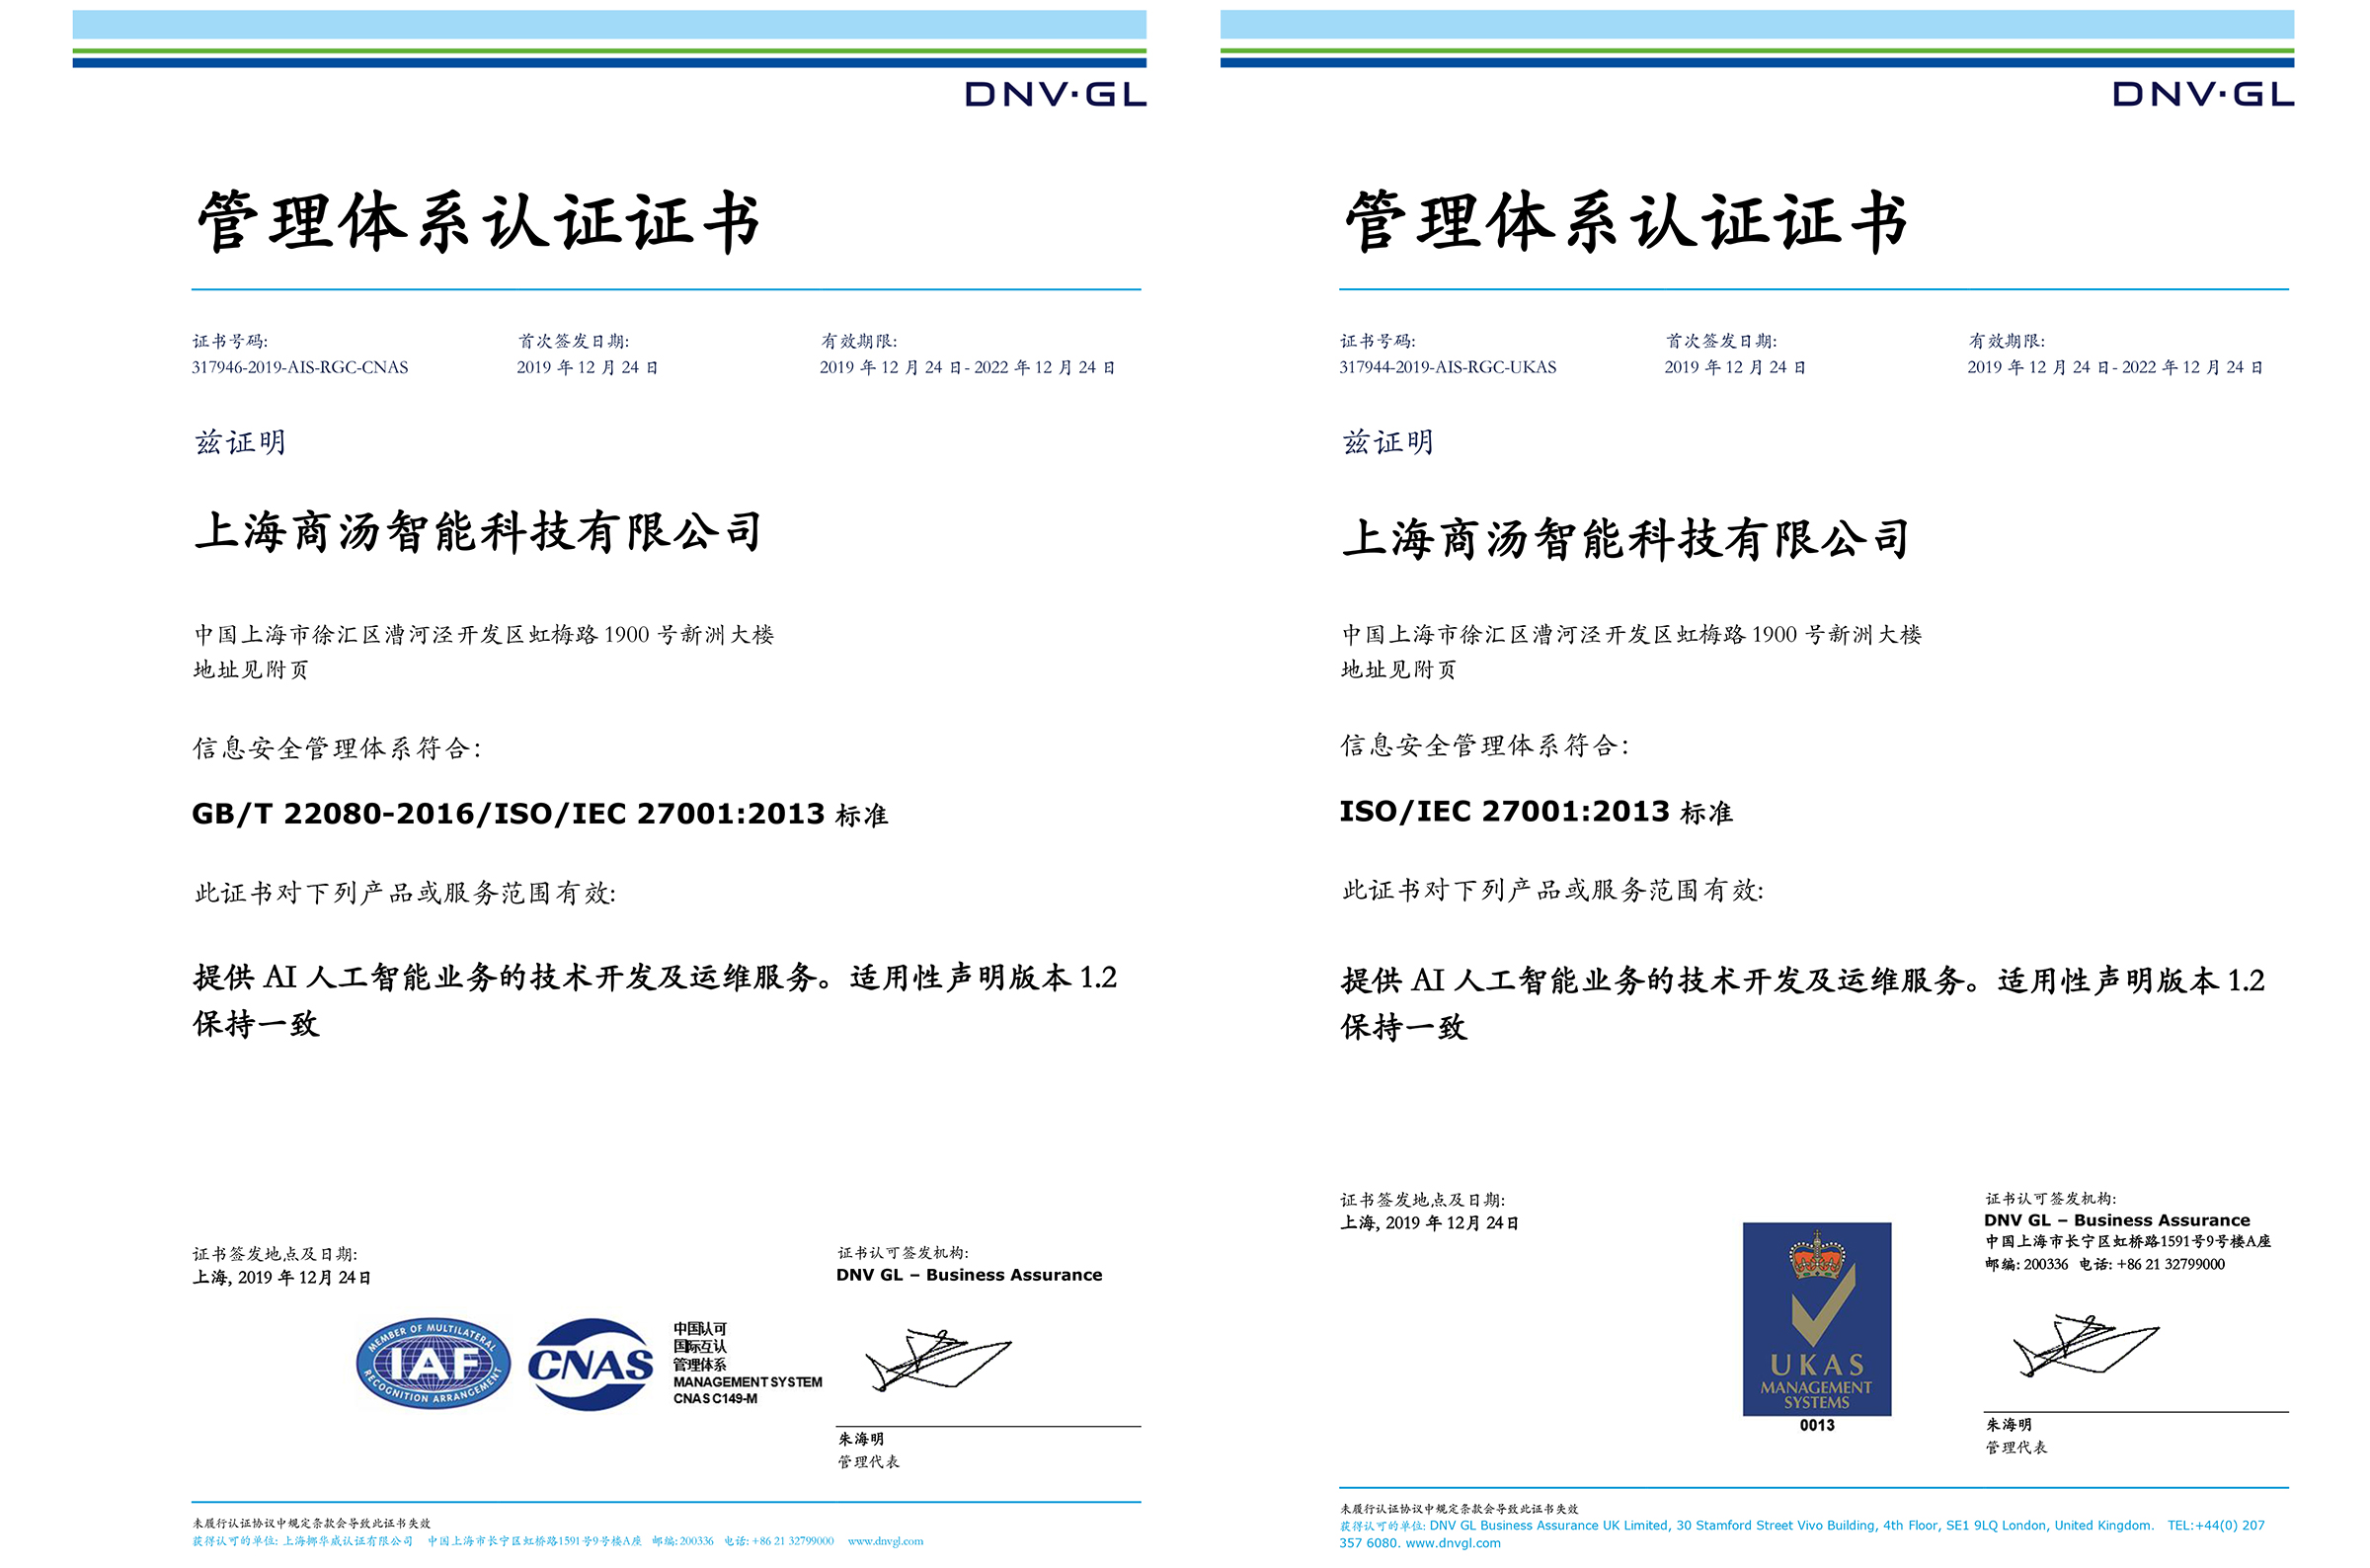 DNV·GL
管理体系认证证书
证书号码:
317946-2019-AIS-RGC-CNAS
首次签发日期:
2019 年 12 月 24 日
有效期限:
2019 年 12 月 24 日- 2022 年 12 月 24 日
兹证明
上海商汤智能科技有限公司
中国上海市徐汇区漕河泾开发区虹梅路 1900 号新洲大楼
地址见附页
信息安全管理体系符合:
GB/T 22080-2016/ISO/IEC 27001:2013 标准
此证书对下列产品或服务范围有效:
提供 AI 人工智能业务的技术开发及运维服务。适用性声明版本 1.2
保持一致
证书签发地点及日期:
上海, 2019 年 12月 24日
MEMBER OF MULTILATERAL
IAF
RECOGNITION ARRANGEMENT
CNAS
中国认可
国际互认
管理体系
MANAGEMENT SYSTEM
CNAS C149-M
证书认可签发机构:
DNV GL – Business Assurance
朱海明
管理代表
未履行认证协议中规定条款会导致此证书失效
获得认可的单位: 上海挪华威认证有限公司 中国上海市长宁区虹桥路1591号9号楼A座 邮编: 200336 电话: +86 21 32799000 www.dnvgl.com
DNV·GL
管理体系认证证书
证书号码:
317944-2019-AIS-RGC-UKAS
首次签发日期:
2019 年 12 月 24 日
有效期限:
2019 年 12 月 24 日- 2022 年 12 月 24 日
兹证明
上海商汤智能科技有限公司
中国上海市徐汇区漕河泾开发区虹梅路 1900 号新洲大楼
地址见附页
信息安全管理体系符合:
ISO/IEC 27001:2013 标准
此证书对下列产品或服务范围有效:
提供 AI 人工智能业务的技术开发及运维服务。适用性声明版本 1.2
保持一致
证书签发地点及日期:
上海, 2019 年 12月 24日
UKAS
MANAGEMENT
SYSTEMS
0013
证书认可签发机构:
DNV GL – Business Assurance
中国上海市长宁区虹桥路1591号9号楼A座
邮编: 200336 电话: +86 21 32799000
朱海明
管理代表
未履行认证协议中规定条款会导致此证书失效
获得认可的单位: DNV GL Business Assurance UK Limited, 30 Stamford Street Vivo Building, 4th Floor, SE1 9LQ London, United Kingdom. TEL:+44(0) 207
357 6080. www.dnvgl.com